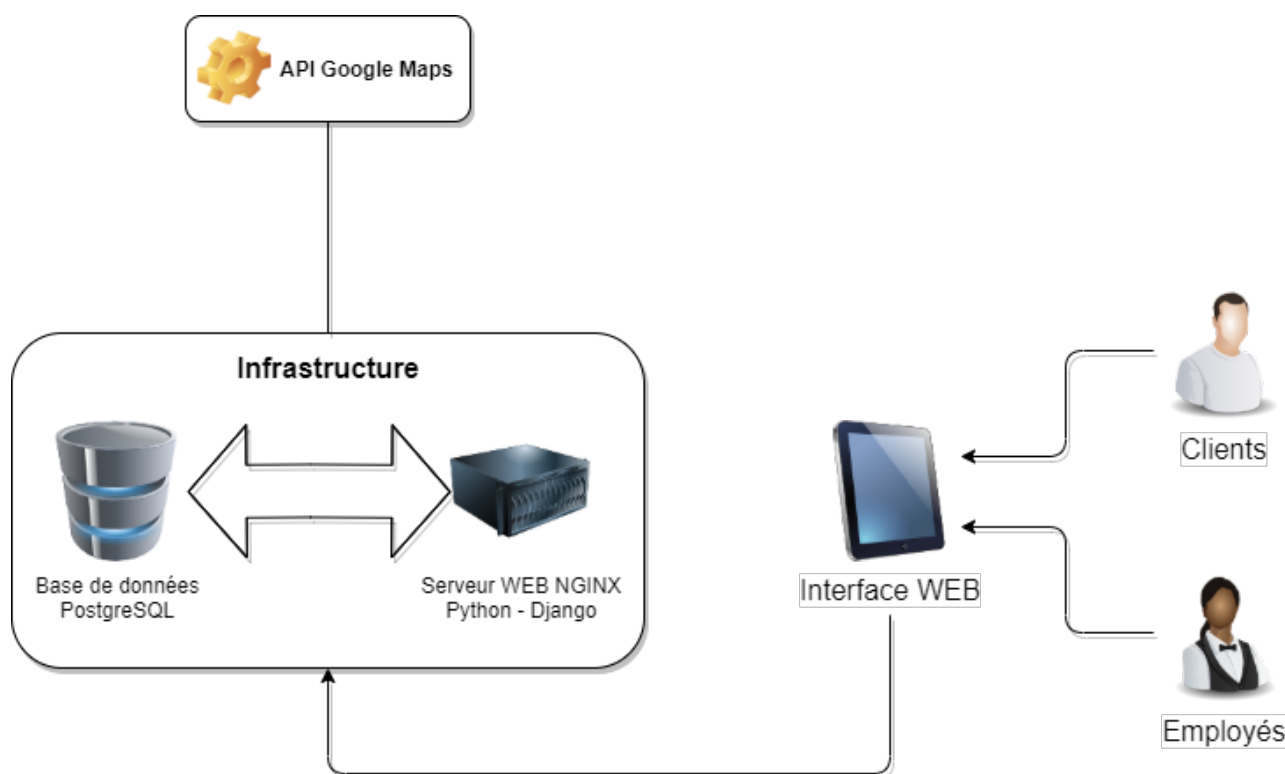 API Google Maps
Infrastructure
Base de données
PostgreSQL
Serveur WEB NGINX
Python - Django
Interface WEB
Clients
Employés